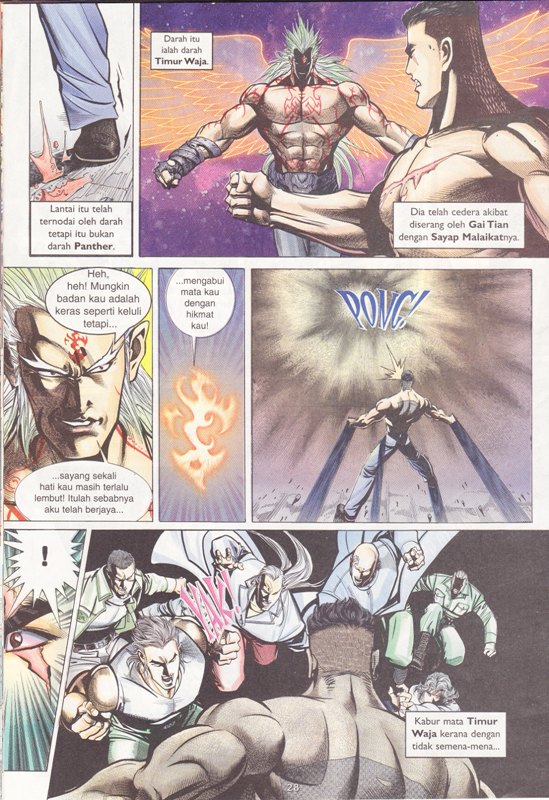 Lantai itu telah
ternodai oleh darah
tetapi itu bukan
darah Panther.
Darah itu
ialah darah
Timur Waja.
Dia telah cedera akibat
diserang oleh Gai Tian
dengan Sayap Malaikatnya.
Heh,
heh! Mungkin
badan kau adalah
keras seperti keluli
tetapi...
...sayang sekali
hati kau masih terlalu
lembut! Itulah sebabnya
aku telah berjaya...
...mengabui
mata kau
dengan
hikmat
kau!
PONG!
!
YAK!
Kabur mata Timur
Waja kerana dengan
tidak semena-mena...
28